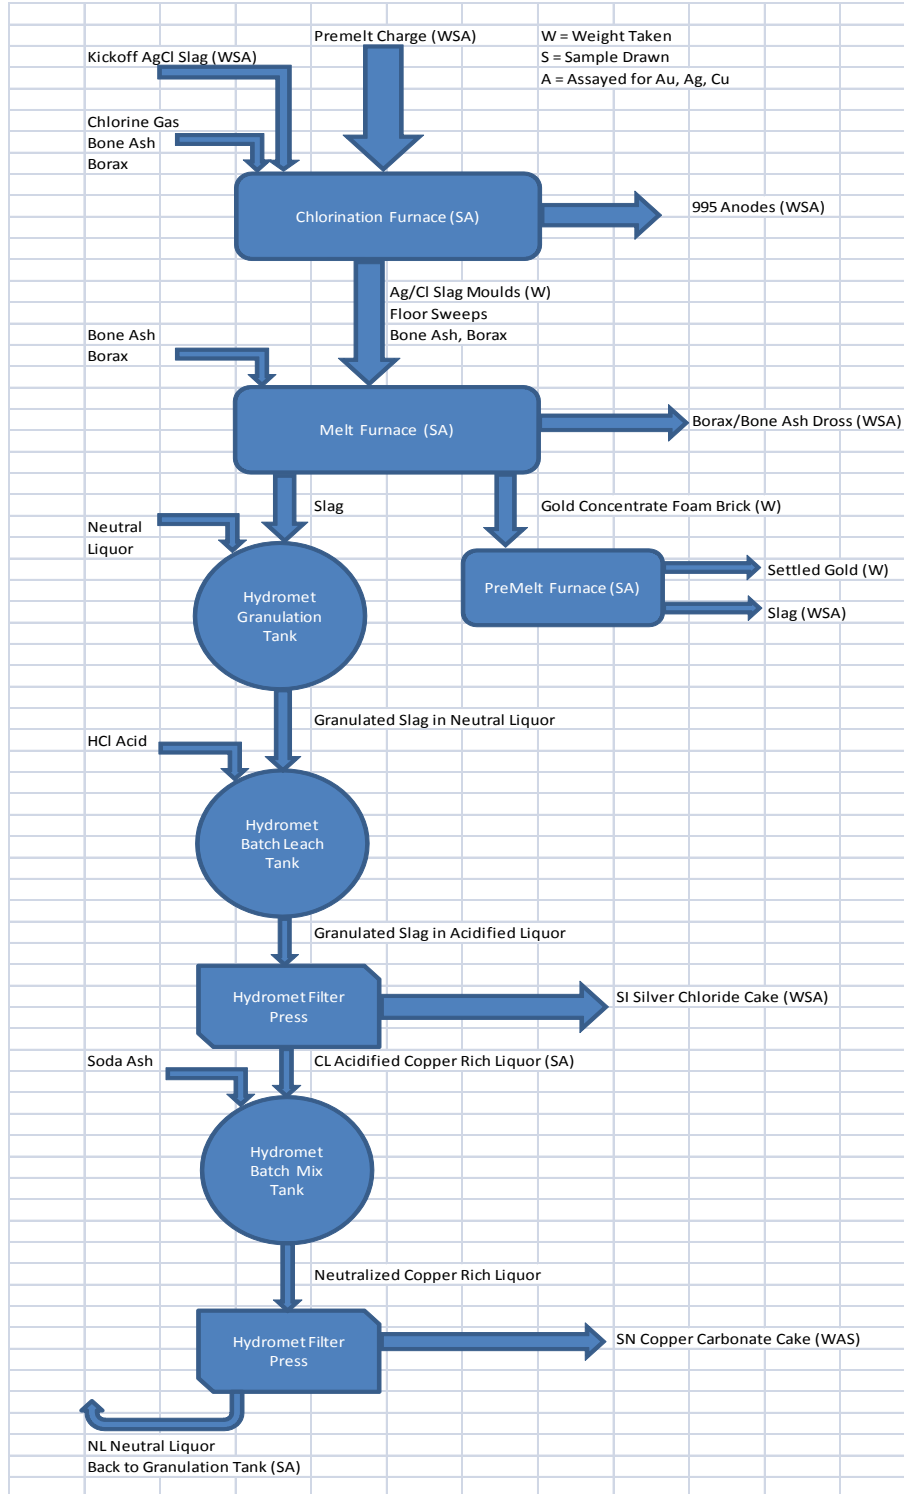 Premelt Charge (WSA)
W = Weight Taken
S = Sample Drawn
A = Assayed for Au, Ag, Cu
Kickoff AgCl Slag (WSA)
Chlorine Gas
Bone Ash
Borax
Chlorination Furnace (SA)
995 Anodes (WSA)
Ag/Cl Slag Moulds (W)
Floor Sweeps
Bone Ash, Borax
Bone Ash
Borax
Melt Furnace (SA)
Borax/Bone Ash Dross (WSA)
Slag
Gold Concentrate Foam Brick (W)
Neutral
Liquor
Hydromet
Granulation
Tank
PreMelt Furnace (SA)
Settled Gold (W)
Slag (WSA)
Granulated Slag in Neutral Liquor
HCl Acid
Hydromet
Batch Leach
Tank
Granulated Slag in Acidified Liquor
Hydromet Filter
Press
SI Silver Chloride Cake (WSA)
CL Acidified Copper Rich Liquor (SA)
Soda Ash
Hydromet
Batch Mix
Tank
Neutralized Copper Rich Liquor
Hydromet Filter
Press
SN Copper Carbonate Cake (WAS)
NL Neutral Liquor
Back to Granulation Tank (SA)